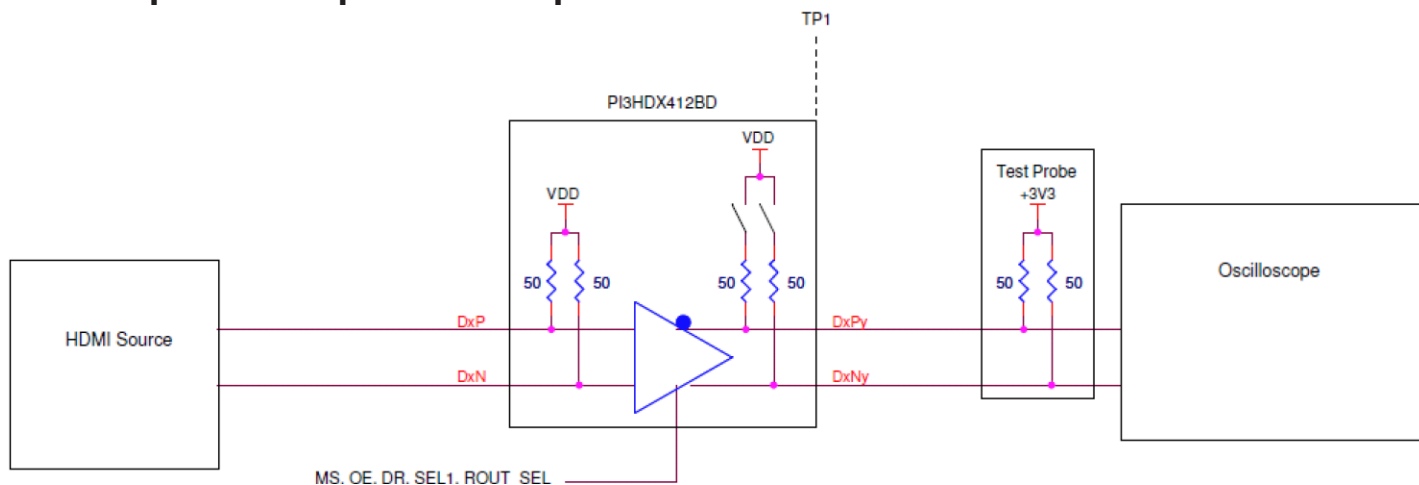 TP1
PI3HDX412BD
VDD
VDD
50
50
50
50
Test Probe
+3V3
50
50
HDMI Source
Oscilloscope
DxP
DxPy
DxN
DxNy
MS, OE, DR, SEL1, ROUT_SEL